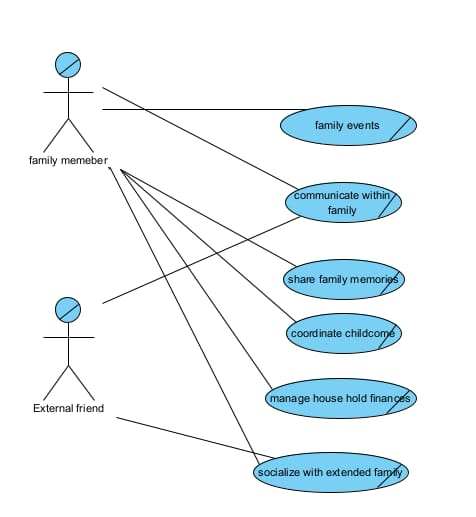 family events
family memeber
communicate within
family
share family memories
coordinate childcome
manage house hold finances
External friend
socialize with extended family